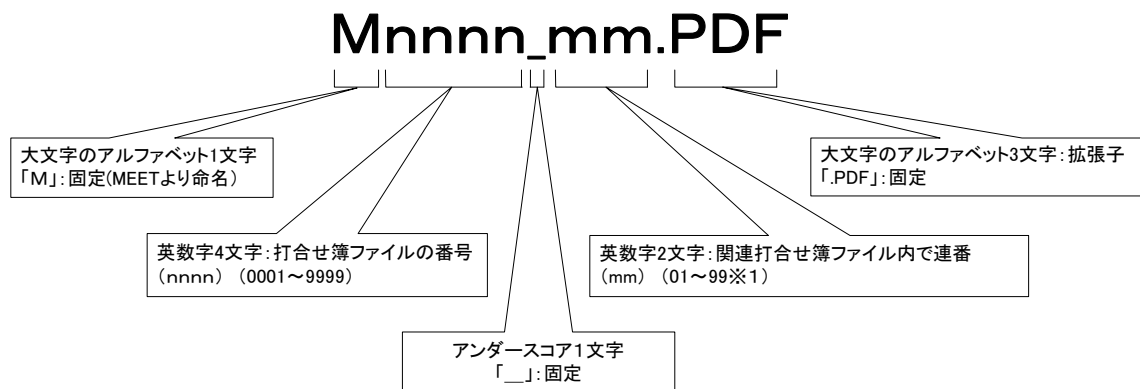 Mnnnn_mm.PDF
大文字のアルファベット1文字
「M」:固定(MEETより命名)
大文字のアルファベット3文字:拡張子
「.PDF」:固定
英数字4文字:打合せ簿ファイルの番号
(nnnn) (0001~9999)
英数字2文字:関連打合せ簿ファイル内で連番
(mm) (01~99※1)
アンダースコア1文字
「__」:固定